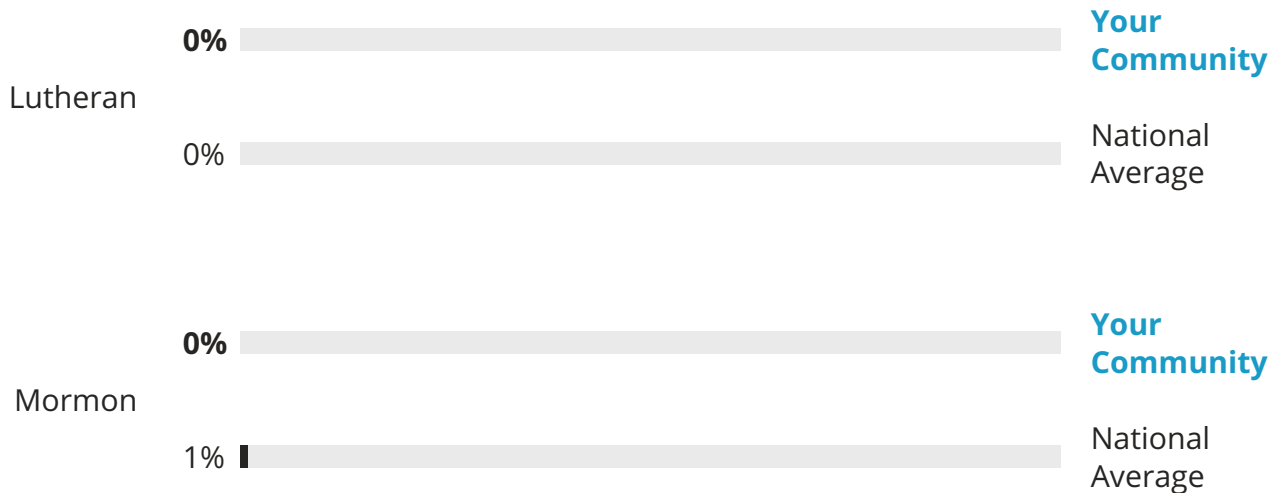 Lutheran
0%
Your
Community
0%
National
Average
Mormon
0%
Your
Community
1%
National
Average